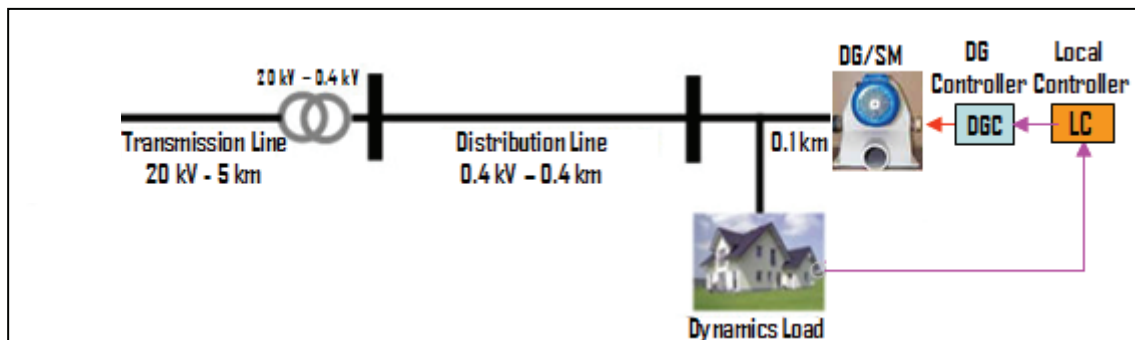 20 kV – 0.4 kV
Transmission Line
20 kV - 5 km
Distribution Line
0.4 kV – 0.4 km
0.1 km
DG/SM
DG
Controller
DGC
Local
Controller
LC
Dynamics Load